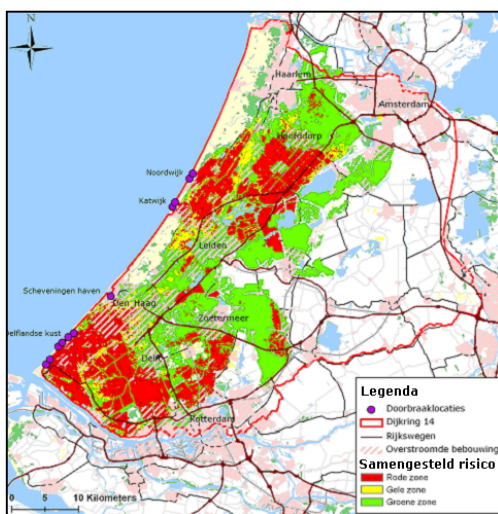 N
Haarlem
Amsterdam
Hoofddorp
Noordwijk
Katwijk
Leiden
Scheveningen haven
Den Haag
Zoetermeer
Delflandse kust
Delft
Rotterdam
Legenda
Doorbraaklocaties
Dijkring 14
Rijkswegen
Overstroomde bebouwing
Samengesteld risico
Rode zone
Gele zone
Groene zone
0 5 10 Kilometers